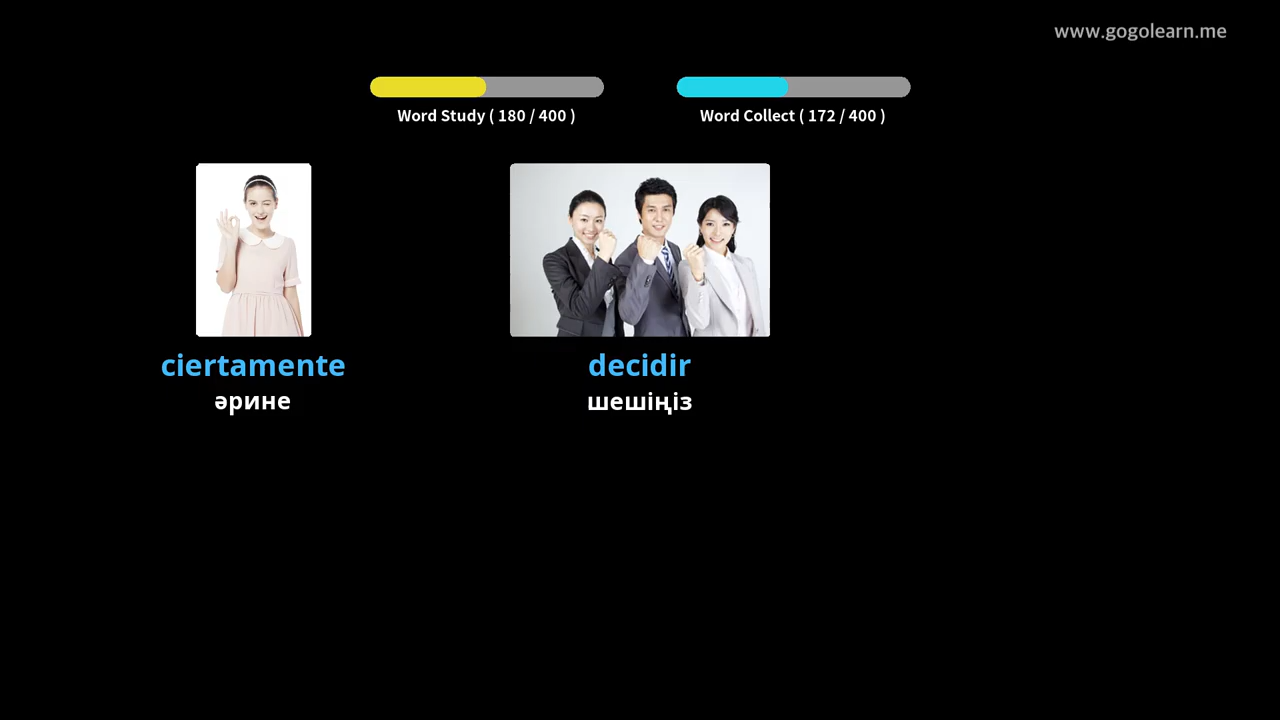 www.gogolearn.me
Word Study ( 180 / 400 )
Word Collect ( 172 / 400 )
ciertamente
әрине
decidir
шешіңіз